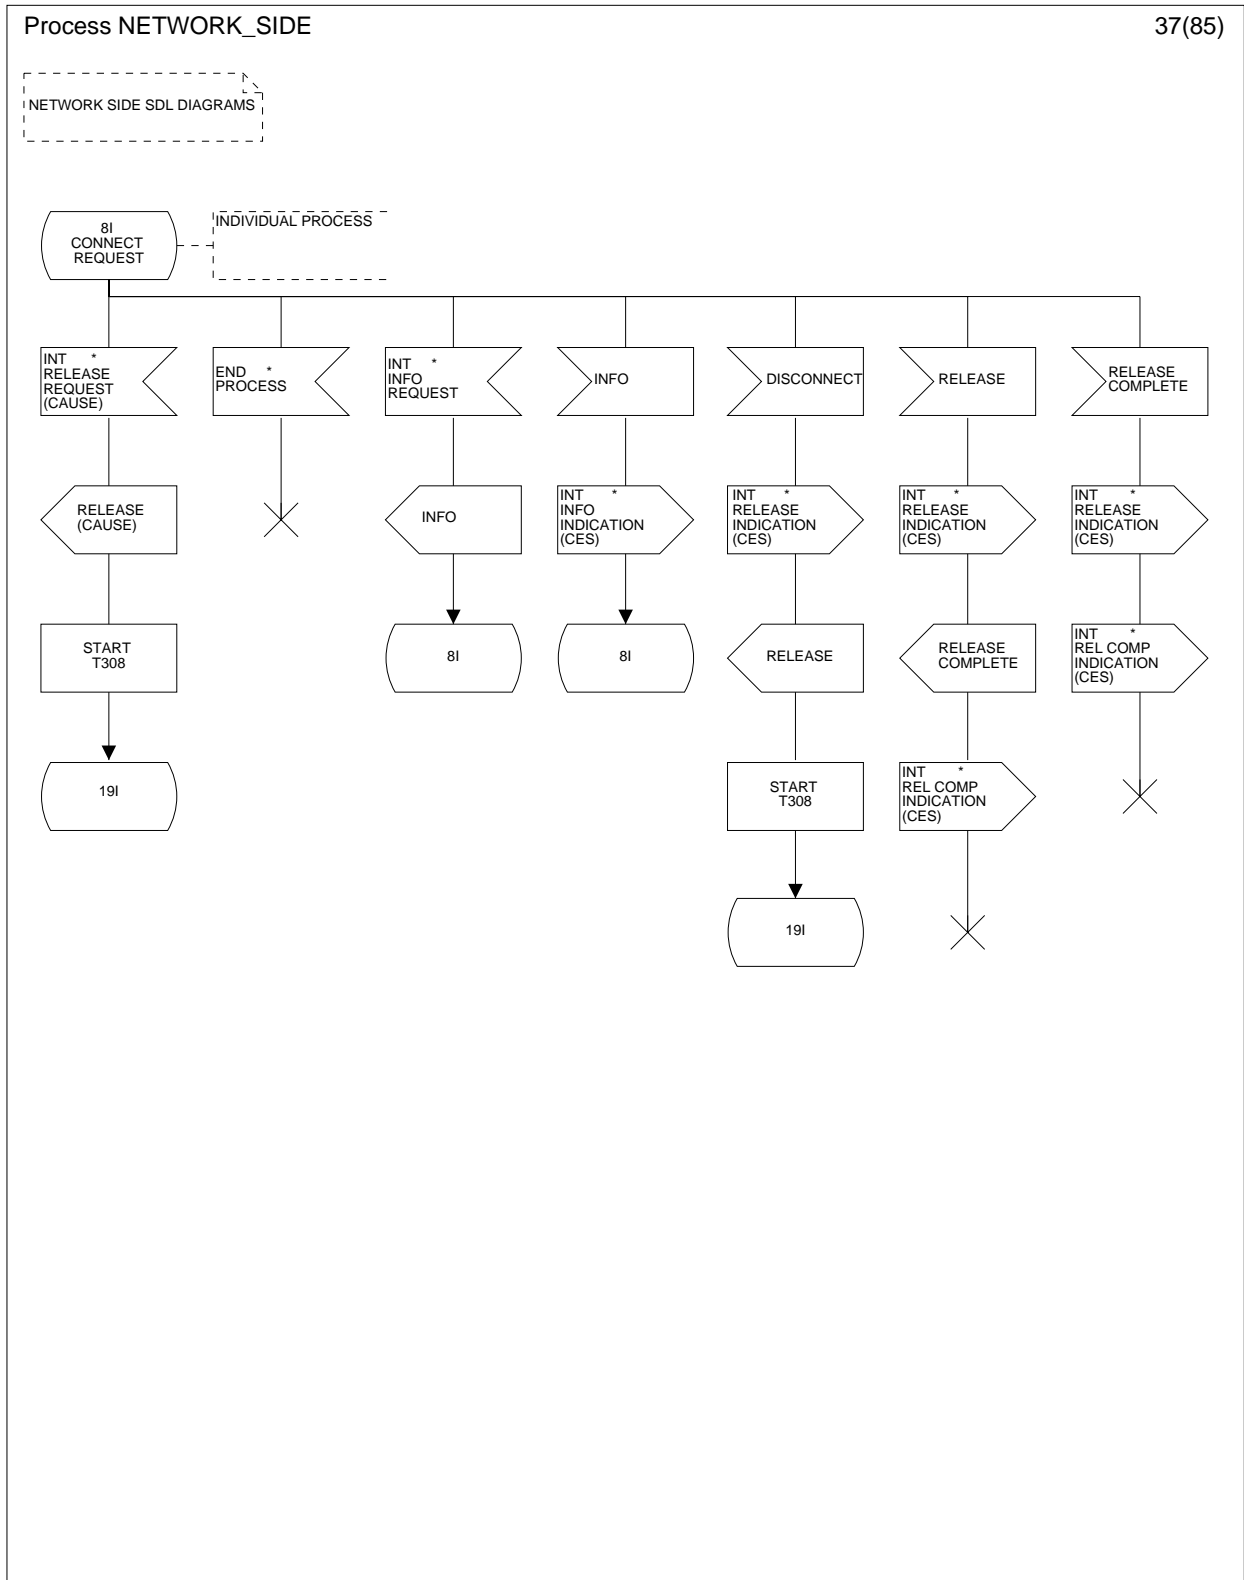 Process NETWORK_SIDE
37(85)
NETWORK SIDE SDL DIAGRAMS
8I
CONNECT
REQUEST
INDIVIDUAL PROCESS
INT *
RELEASE
REQUEST
(CAUSE)
END *
PROCESS
INT *
INFO
REQUEST
INFO
DISCONNECT
RELEASE
RELEASE
COMPLETE
RELEASE
(CAUSE)
INFO
INT *
INFO
INDICATION
(CES)
INT *
RELEASE
INDICATION
(CES)
INT *
RELEASE
INDICATION
(CES)
INT *
RELEASE
INDICATION
(CES)
START
T308
8I
8I
RELEASE
RELEASE
COMPLETE
INT *
REL COMP
INDICATION
(CES)
19I
START
T308
INT *
REL COMP
INDICATION
(CES)
19I